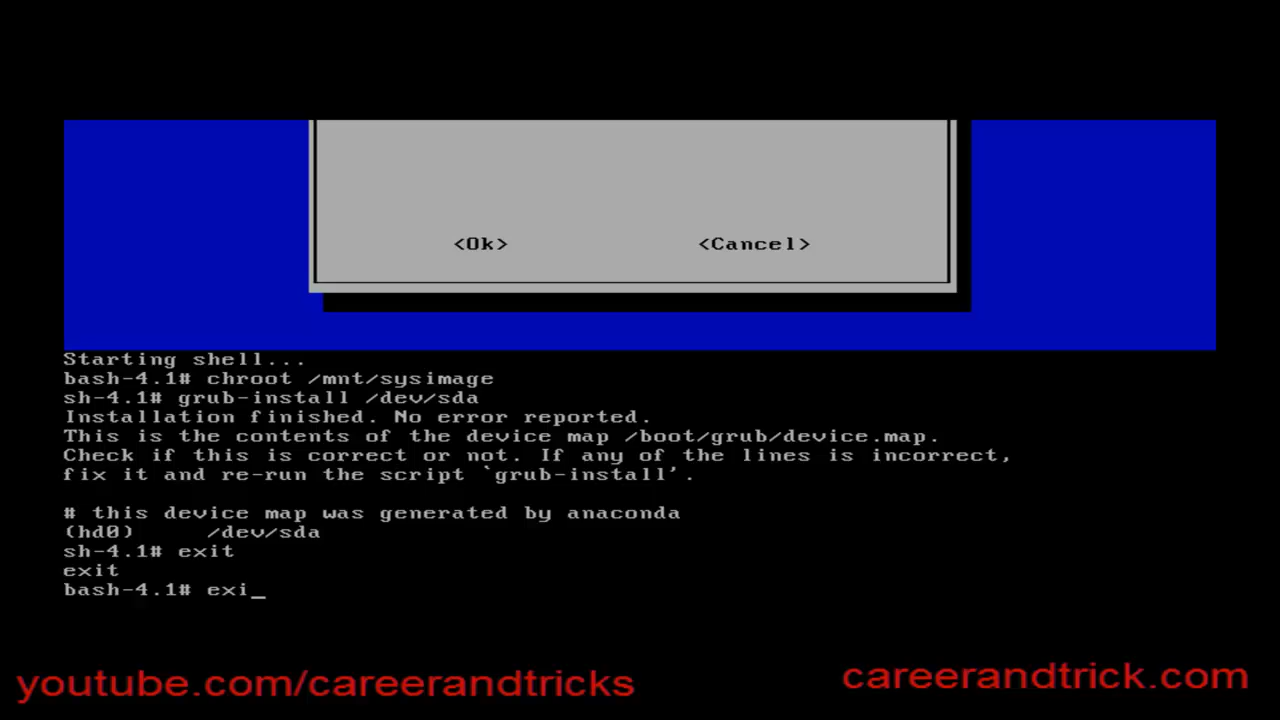 <Ok> <Cancel>
Starting shell...
bash-4.1# chroot /mnt/sysimage
sh-4.1# grub-install /dev/sda
Installation finished. No error reported.
This is the contents of the device map /boot/grub/device.map.
Check if this is correct or not. If any of the lines is incorrect,
fix it and re-run the script `grub-install'.
# this device map was generated by anaconda
(hd0) /dev/sda
sh-4.1# exit
exit
bash-4.1# exi_
youtube.com/careerandtricks
careerandtrick.com